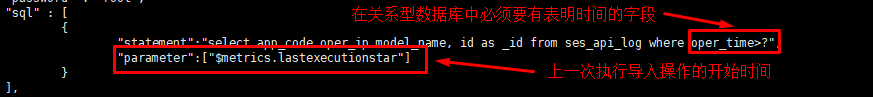 "password" : "root",
在关系型数据库中必须要有表明时间的字段
"sql" : [
{
"statement":"select app_code,oper_ip,model_name, id as _id from ses_api_log where oper_time>?",
"parameter":["$metrics.lastexecutionstar"]
上一次执行导入操作的开始时间
}
],